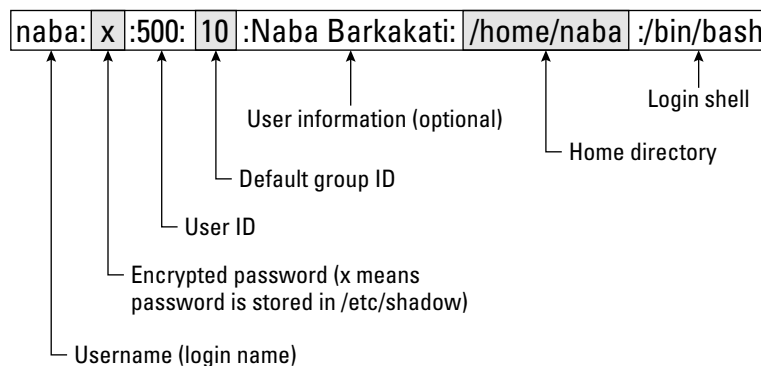 naba: x :500: 10 :Naba Barkakati: /home/naba :/bin/bash
Login shell
User information (optional)
Home directory
Default group ID
User ID
Encrypted password (x means
password is stored in /etc/shadow)
Username (login name)